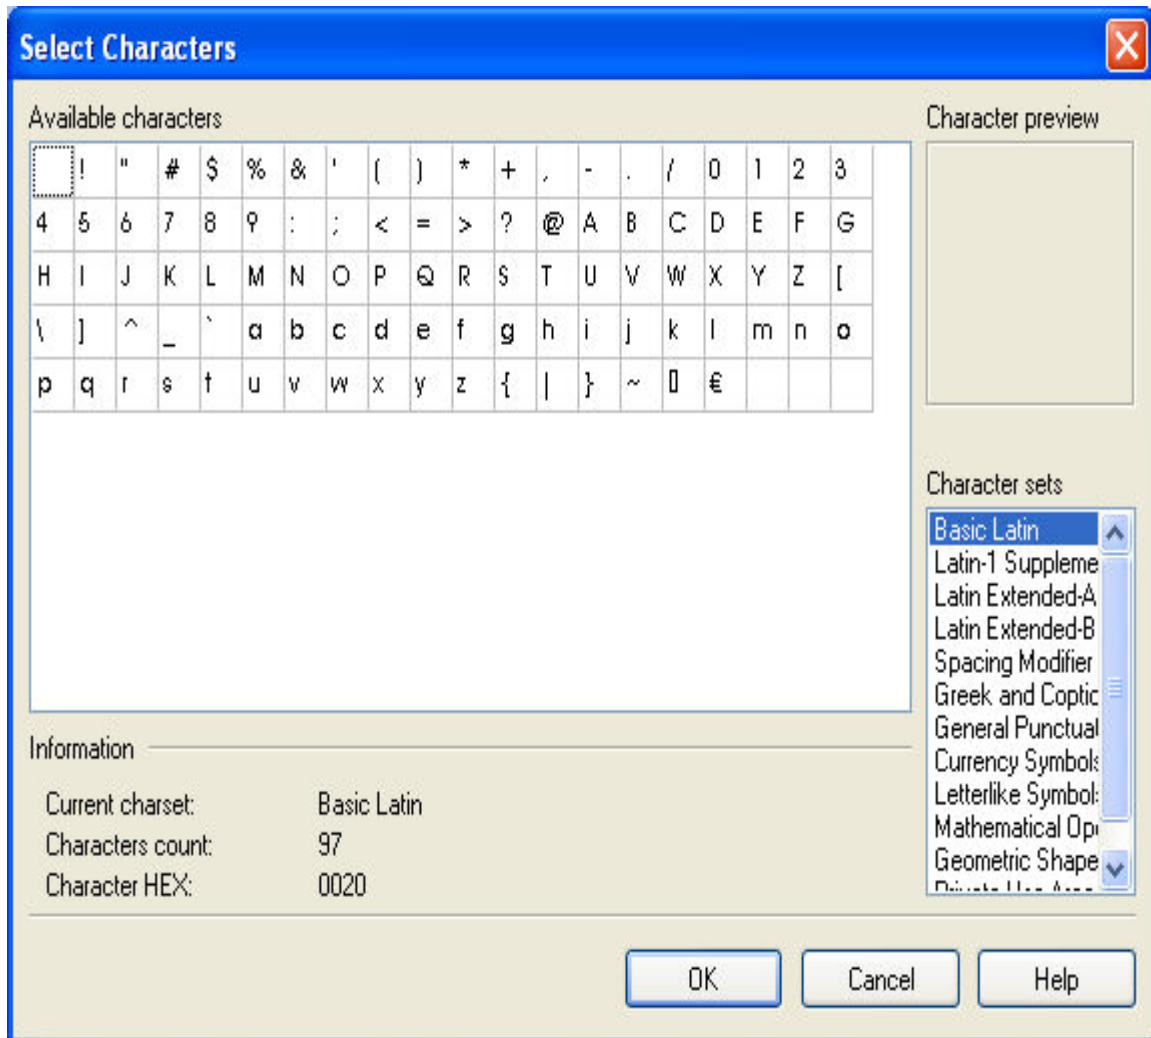 Select Characters
Available characters
Character preview
! " # $ % & ' ( ) * + , - . / 0 1 2 3
4 5 6 7 8 9 : ; < = > ? @ A B C D E F G
H I J K L M N O P Q R S T U V W X Y Z [
\ ] ^ _ ` a b c d e f g h i j k l m n o
p q r s t u v w x y z { | } ~ ▯ €
Character sets
Basic Latin
Latin-1 Suppleme
Latin Extended-A
Latin Extended-B
Spacing Modifier
Greek and Coptic
General Punctuat
Currency Symbols
Letterlike Symbol
Mathematical Op
Geometric Shape
Information
Current charset: Basic Latin
Characters count: 97
Character HEX: 0020
OK Cancel Help